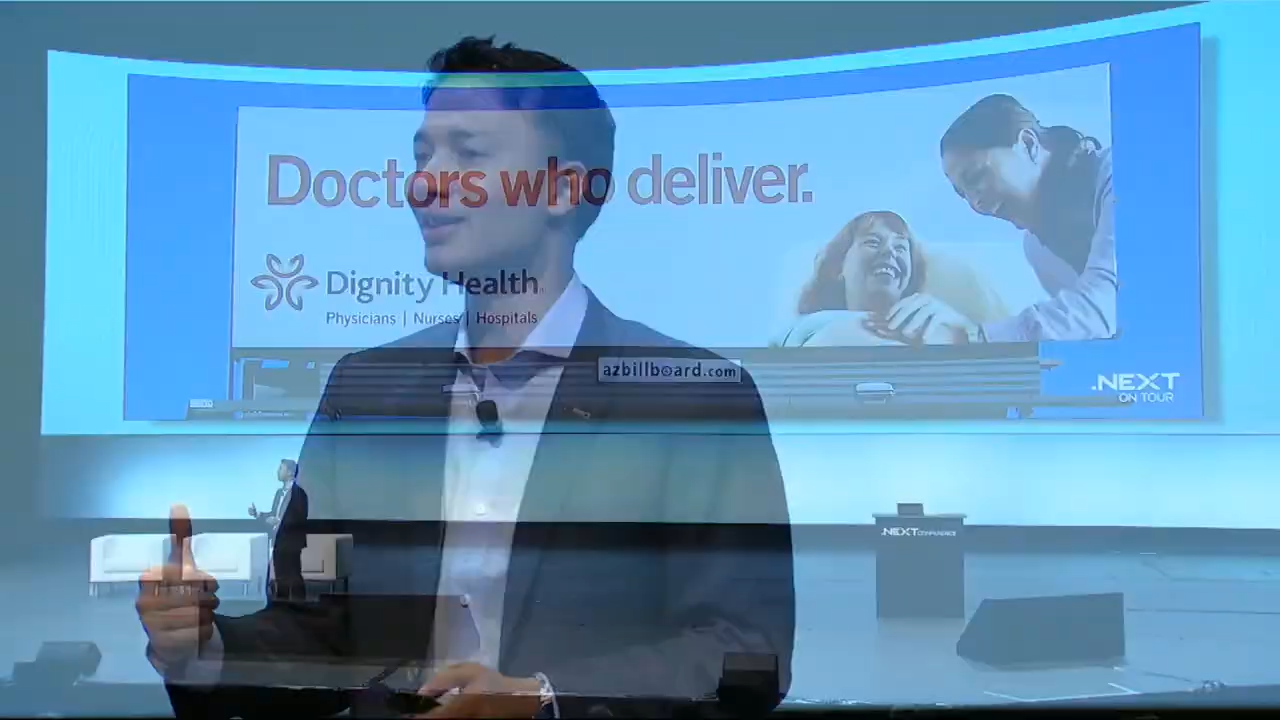 Doctors who deliver.
Dignity Health
Physicians | Nurses | Hospitals
azbillboard.com
.NEXT
ON TOUR
.NEXT CONFERENCE